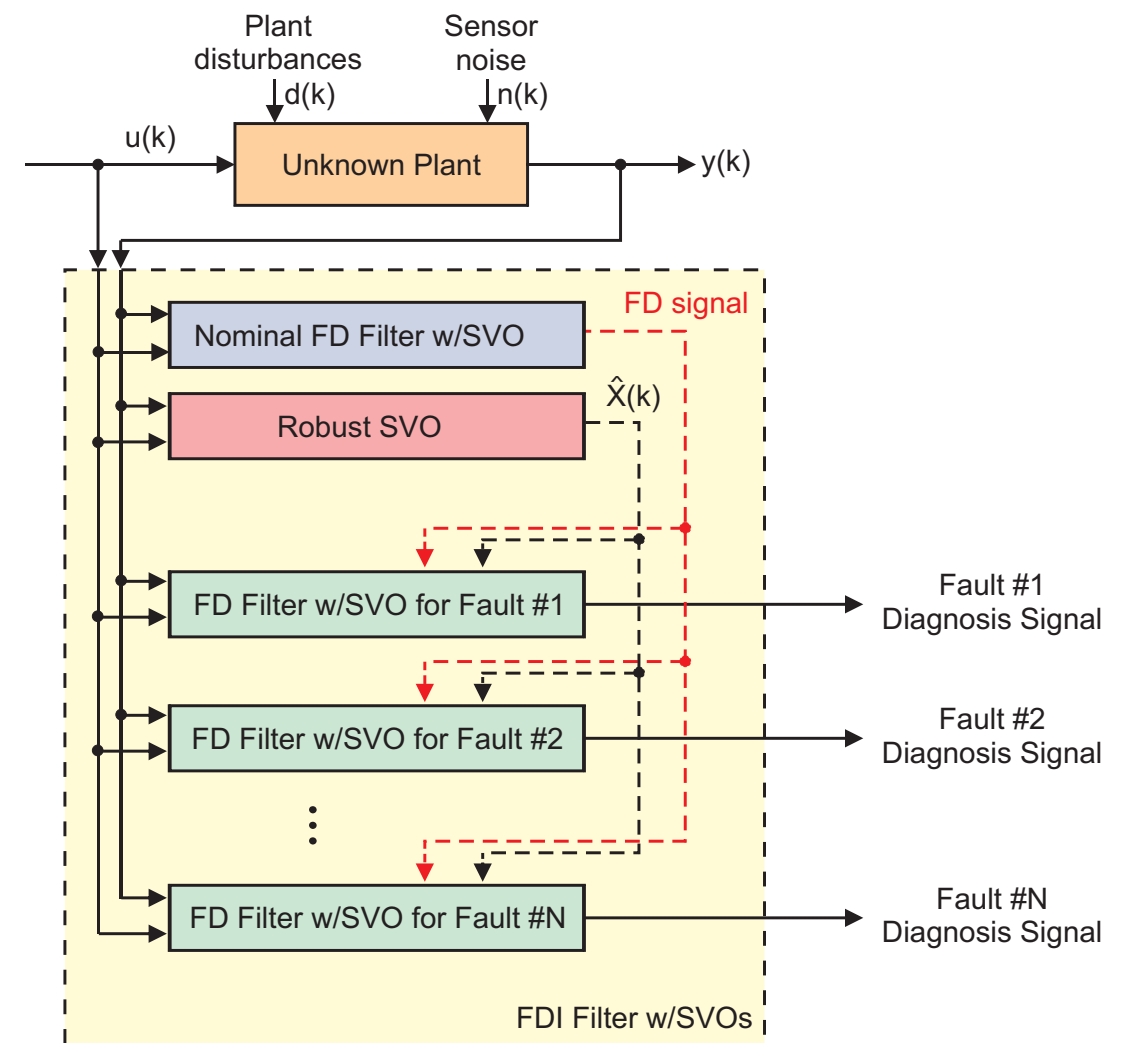 Plant
disturbances
Sensor
noise
d(k)
n(k)
u(k)
Unknown Plant
y(k)
FD signal
Nominal FD Filter w/SVO
X̂(k)
Robust SVO
FD Filter w/SVO for Fault #1
Fault #1
Diagnosis Signal
FD Filter w/SVO for Fault #2
Fault #2
Diagnosis Signal
FD Filter w/SVO for Fault #N
Fault #N
Diagnosis Signal
FDI Filter w/SVOs